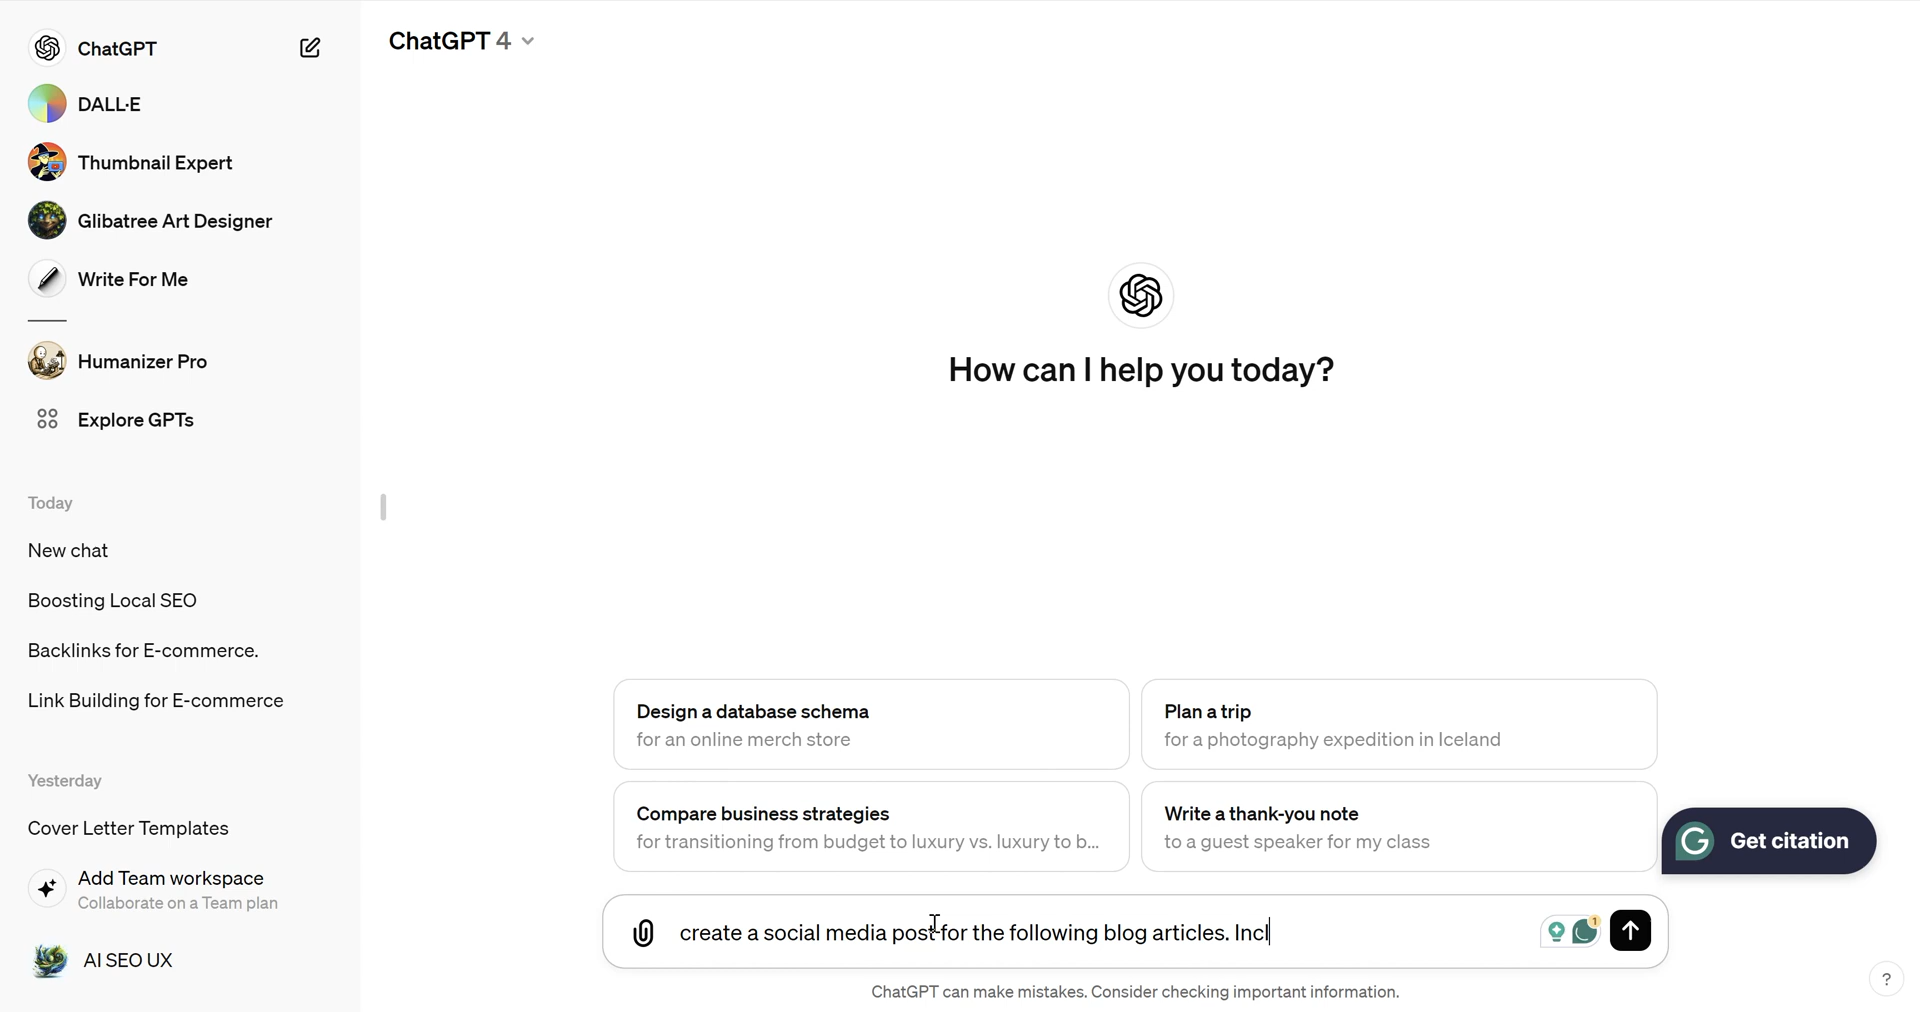 ChatGPT
DALL·E
Thumbnail Expert
Glibatree Art Designer
Write For Me
Humanizer Pro
Explore GPTs
Today
New chat
Boosting Local SEO
Backlinks for E-commerce.
Link Building for E-commerce
Yesterday
Cover Letter Templates
Add Team workspace
Collaborate on a Team plan
AI SEO UX
ChatGPT 4
How can I help you today?
Design a database schema
for an online merch store
Plan a trip
for a photography expedition in Iceland
Compare business strategies
for transitioning from budget to luxury vs. luxury to b...
Write a thank-you note
to a guest speaker for my class
G Get citation
create a social media post for the following blog articles. Incl
1
ChatGPT can make mistakes. Consider checking important information.
?